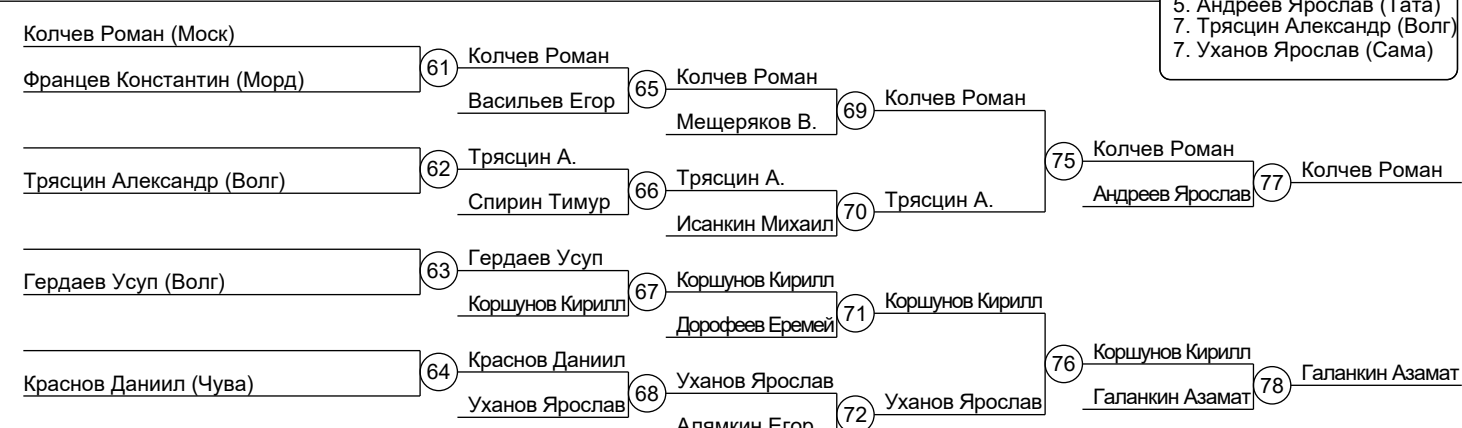 5. Андреев Ярослав (Тата)
7. Трясцин Александр (Волг)
7. Уханов Ярослав (Сама)
Колчев Роман (Моск)
61
Францев Константин (Морд)
Колчев Роман
65
Васильев Егор
Колчев Роман
69
Мещеряков В.
Колчев Роман
62
Трясцин Александр (Волг)
Трясцин А.
66
Спирин Тимур
Трясцин А.
70
Исанкин Михаил
Трясцин А.
75
Колчев Роман
77
Андреев Ярослав
Колчев Роман
63
Гердаев Усуп (Волг)
Гердаев Усуп
67
Коршунов Кирилл
Коршунов Кирилл
71
Дорофеев Еремей
Коршунов Кирилл
64
Краснов Даниил (Чува)
Краснов Даниил
68
Уханов Ярослав
Уханов Ярослав
72
Алямкин Егор
Уханов Ярослав
76
Коршунов Кирилл
78
Галанкин Азамат
Галанкин Азамат